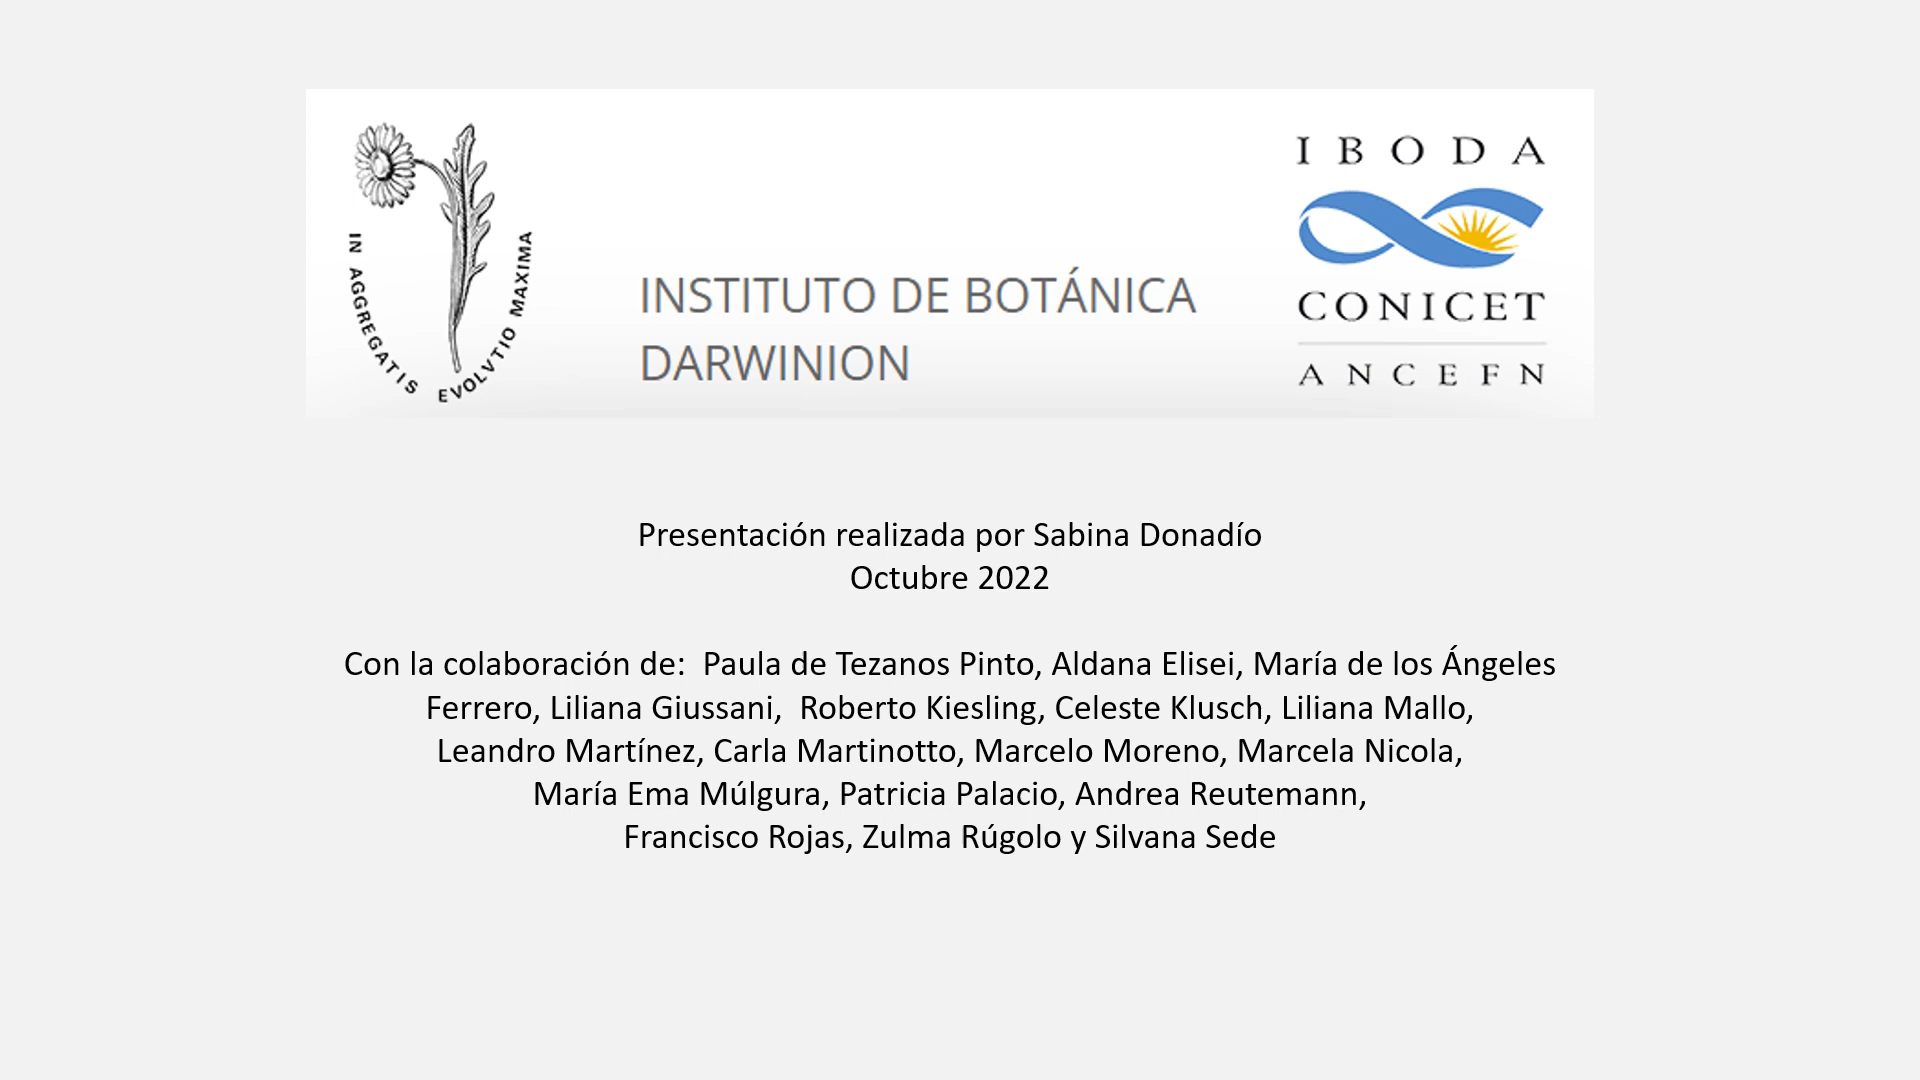 IN AGGREGATIS EVOLVTIO MAXIMA
INSTITUTO DE BOTÁNICA
DARWINION
IBODA
CONICET
ANCEFN
Presentación realizada por Sabina Donadío
Octubre 2022
Con la colaboración de:  Paula de Tezanos Pinto, Aldana Elisei, María de los Ángeles
Ferrero, Liliana Giussani,  Roberto Kiesling, Celeste Klusch, Liliana Mallo,
Leandro Martínez, Carla Martinotto, Marcelo Moreno, Marcela Nicola,
María Ema Múlgura, Patricia Palacio, Andrea Reutemann,
Francisco Rojas, Zulma Rúgolo y Silvana Sede